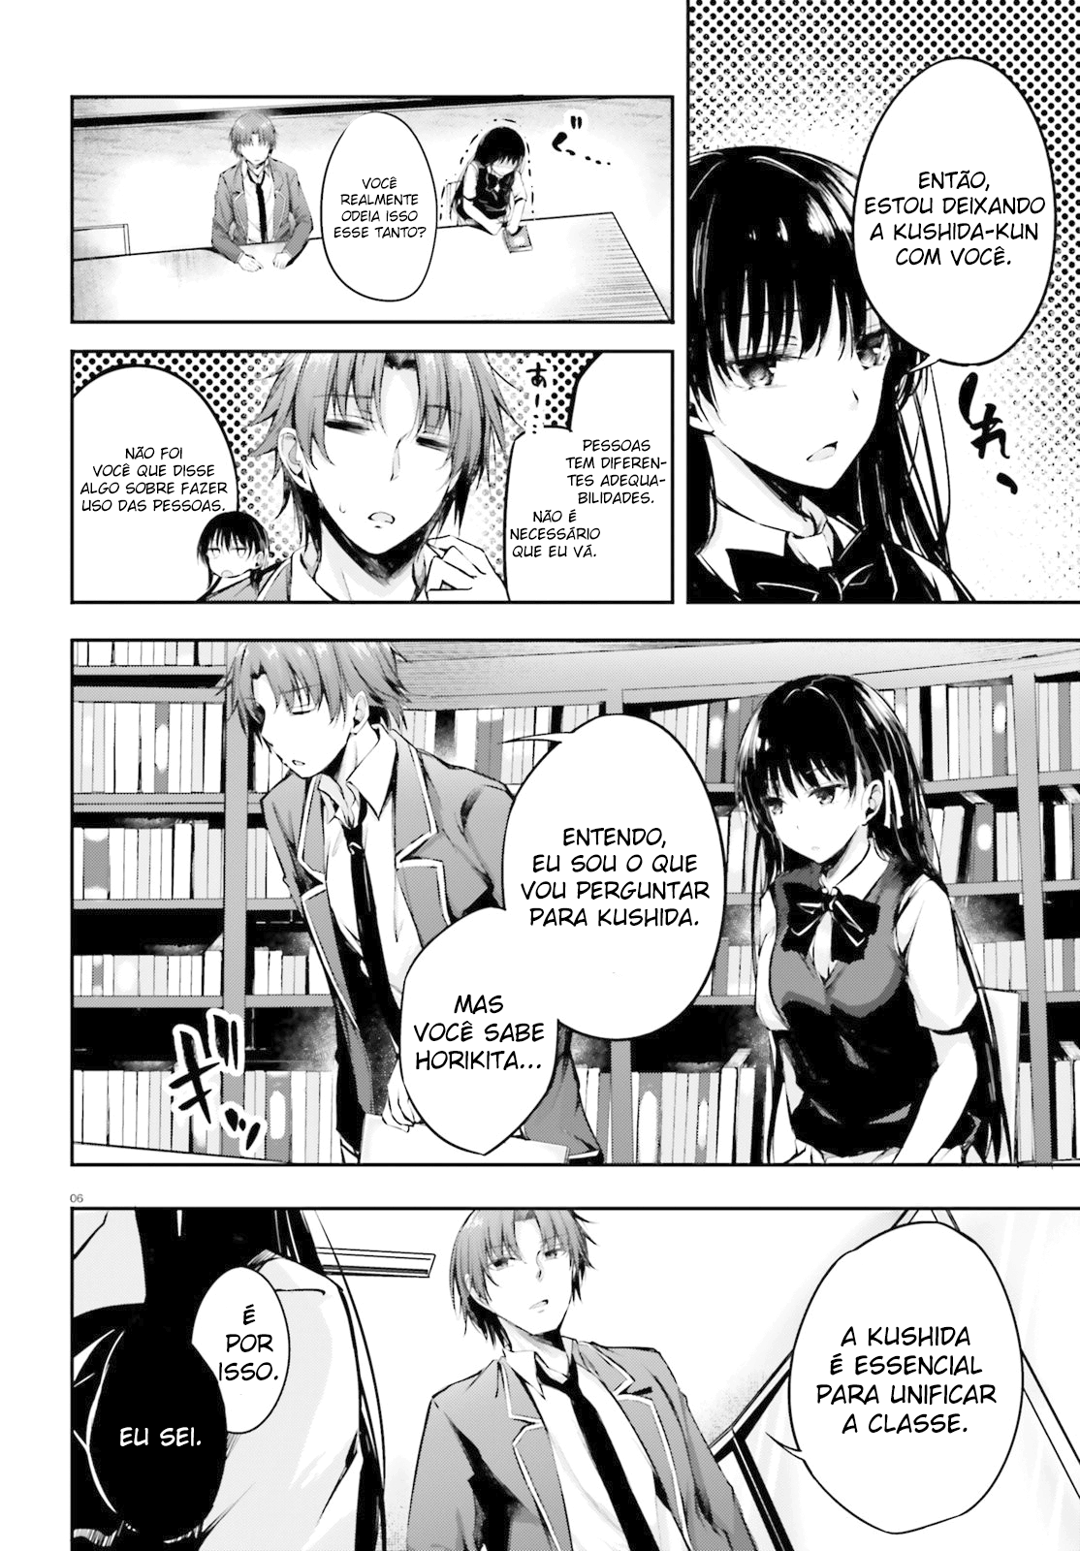 ENTÃO,
ESTOU DEIXANDO
A KUSHIDA-KUN
COM VOCÊ.
VOCÊ
REALMENTE
ODEIA ISSO
ESSE TANTO?
PESSOAS
TEM DIFEREN-
TES ADEQUA-
BILIDADES.
NÃO É
NECESSÁRIO
QUE EU VÁ.
あー…
NÃO FOI
VOCÊ QUE DISSE
ALGO SOBRE FAZER
USO DAS PESSOAS.
ENTENDO,
EU SOU O QUE
VOU PERGUNTAR
PARA KUSHIDA.
MAS
VOCÊ SABE
HORIKITA...
06
A KUSHIDA
É ESSENCIAL
PARA UNIFICAR
A CLASSE.
É
POR
ISSO.
EU SEI.